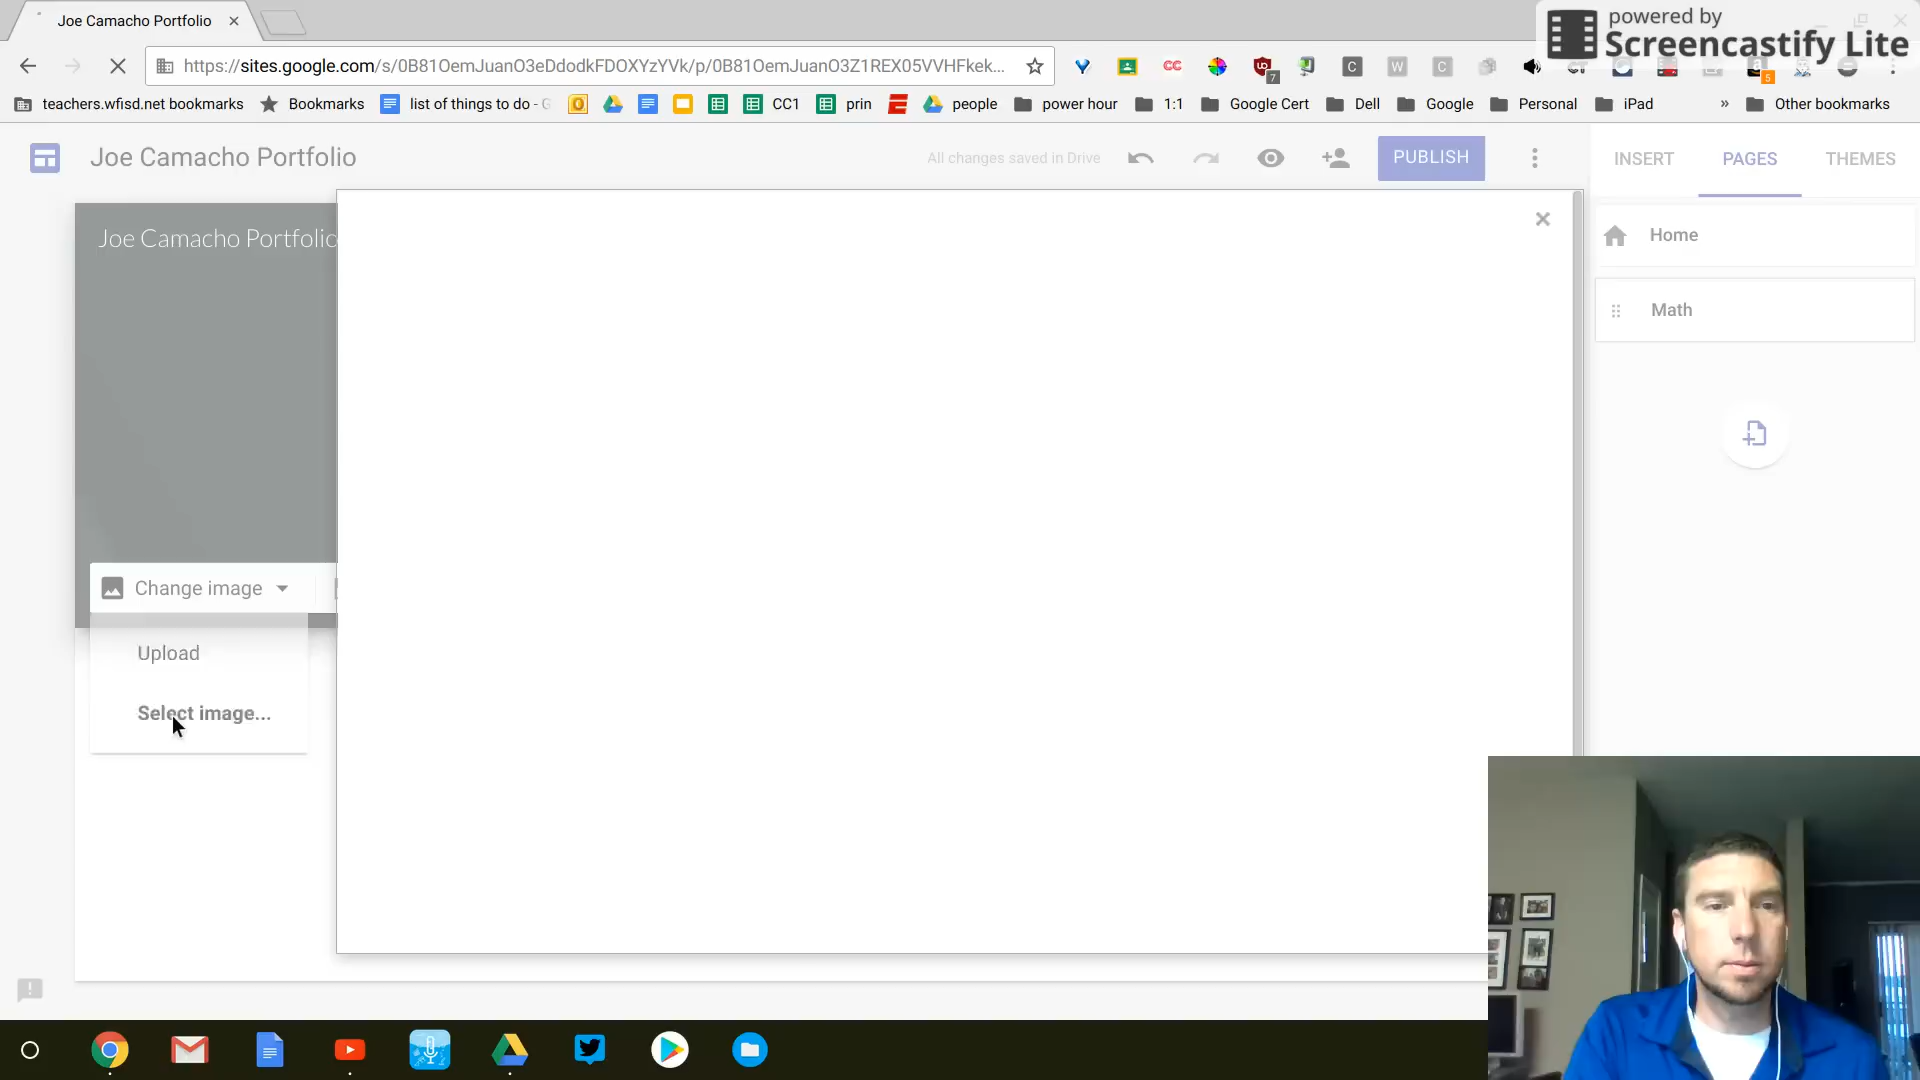 Joe Camacho Portfolio
powered by
Screencastify Lite
https://sites.google.com/s/0B81OemJuanO3eDdodkFDOXYzYVk/p/0B81OemJuanO3Z1REX05VVHFkek...
CC
7
C
W
C
5
teachers.wfisd.net bookmarks
Bookmarks
list of things to do - G
CC1
prin
people
power hour
1:1
Google Cert
Dell
Google
Personal
iPad
»
Other bookmarks
Joe Camacho Portfolio
All changes saved in Drive
PUBLISH
INSERT
PAGES
THEMES
Joe Camacho Portfolio
Home
Math
Change image
Upload
Select image...